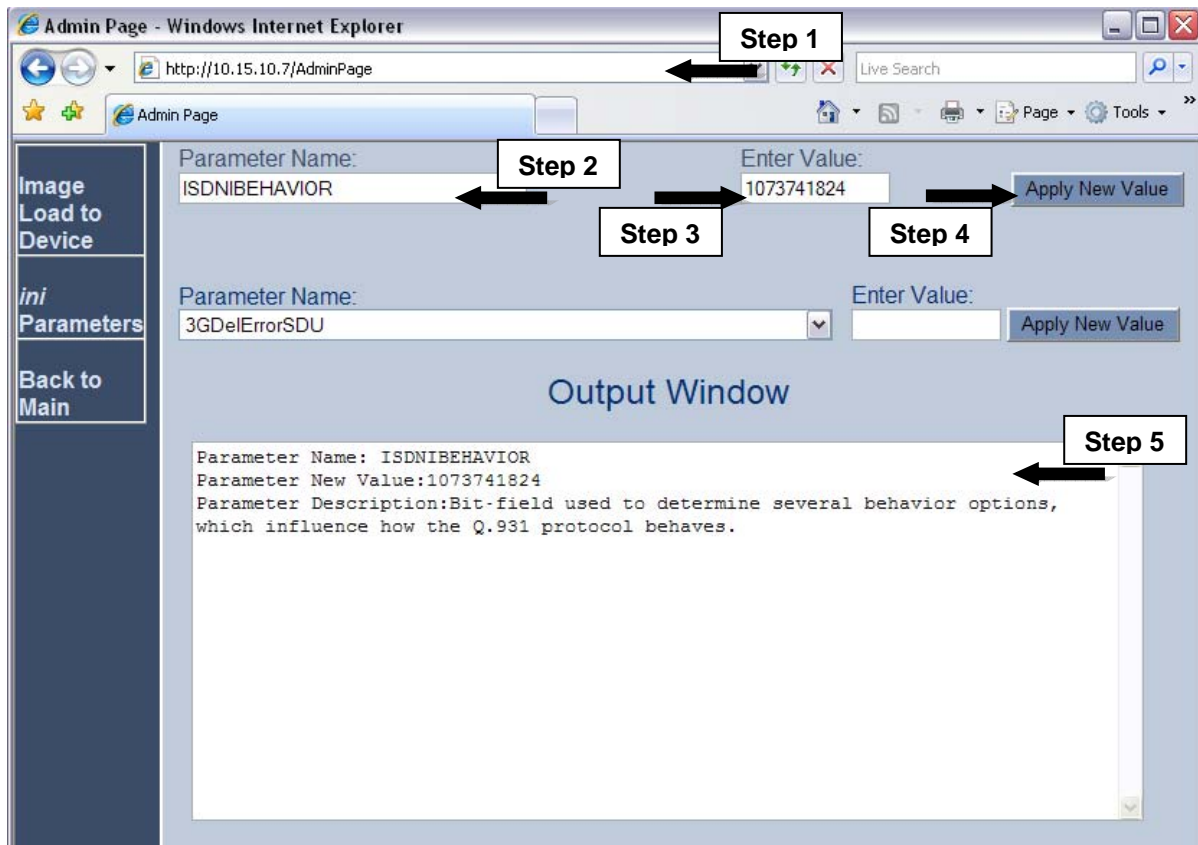 Admin Page - Windows Internet Explorer
Step 1
http://10.15.10.7/AdminPage
Live Search
Admin Page
Page
Tools
Image
Load to
Device
ini
Parameters
Back to
Main
Parameter Name:
Step 2
Enter Value:
ISDNIBEHAVIOR
1073741824
Apply New Value
Step 3
Step 4
Parameter Name:
Enter Value:
3GDelErrorSDU
Apply New Value
Output Window
Step 5
Parameter Name: ISDNIBEHAVIOR
Parameter New Value:1073741824
Parameter Description:Bit-field used to determine several behavior options,
which influence how the Q.931 protocol behaves.